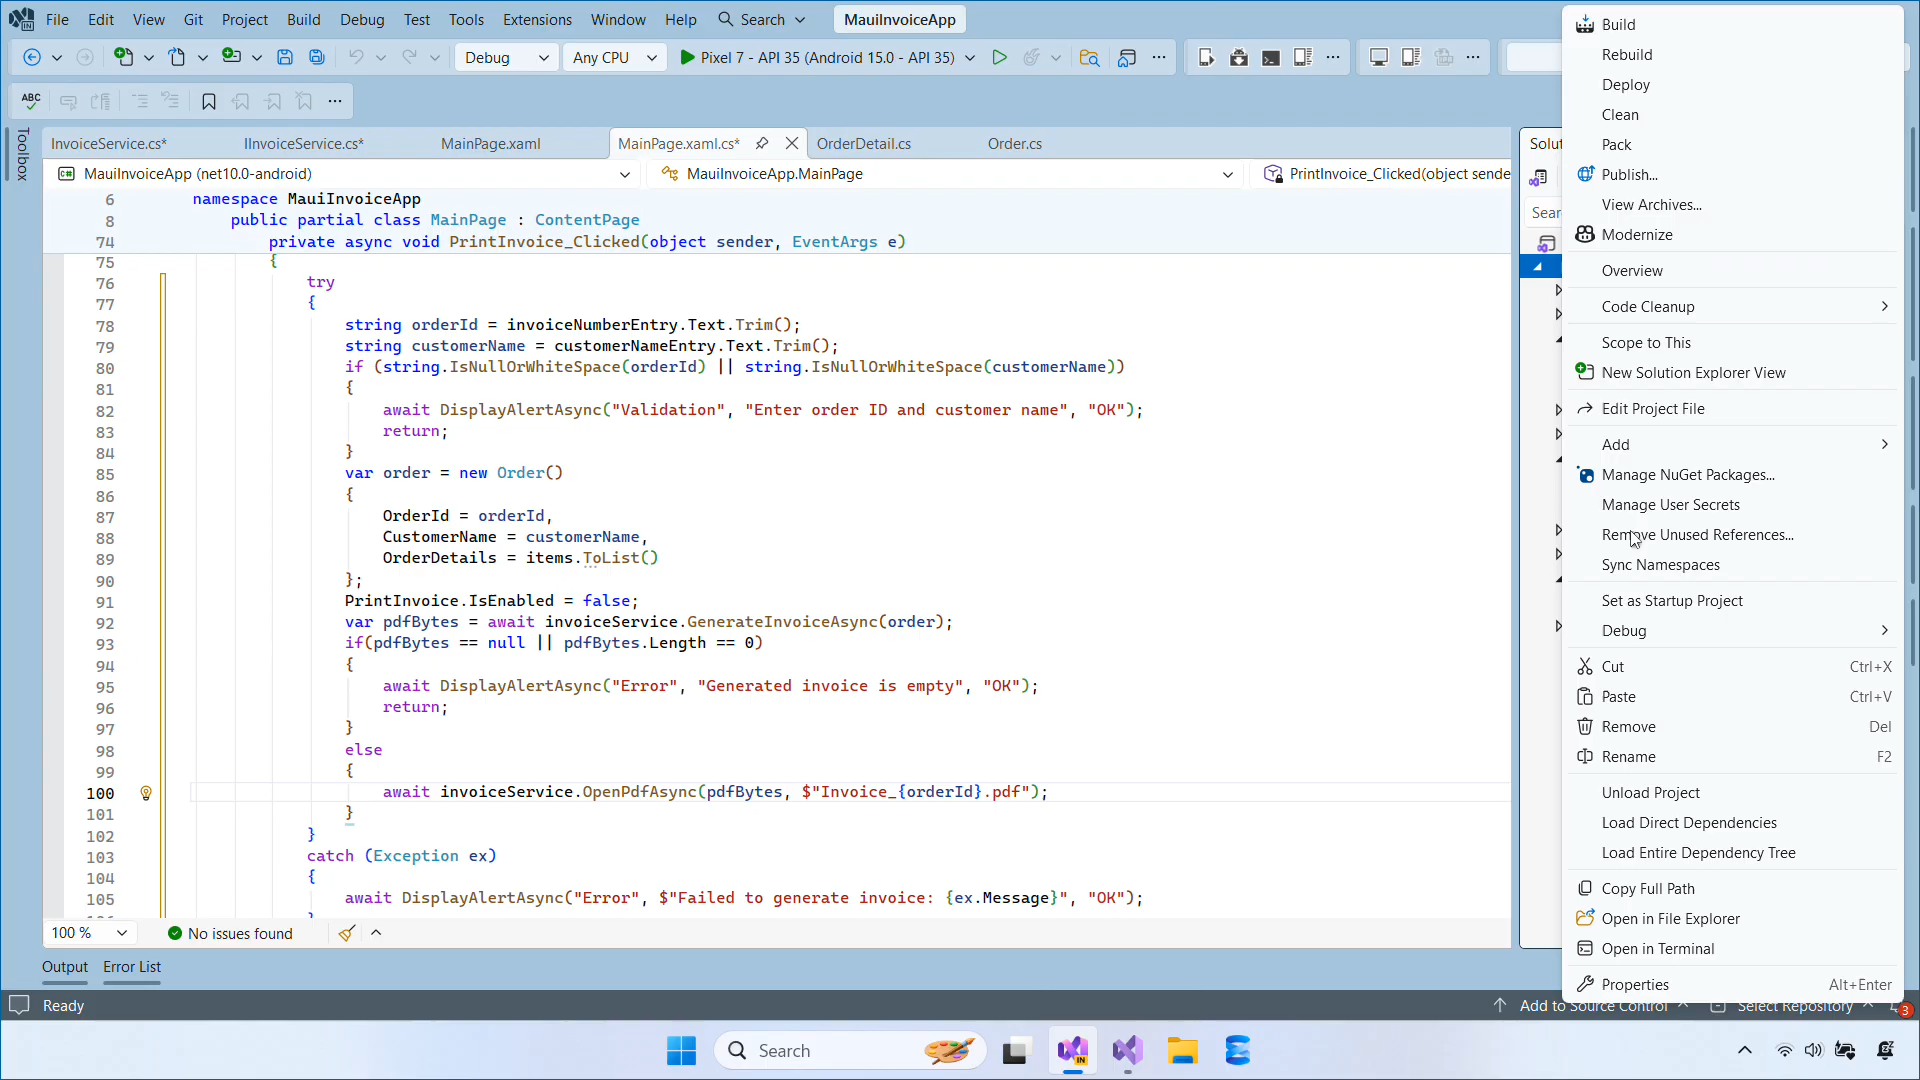 File Edit View Git Project Build Debug Test Tools Extensions Window Help Search MauiInvoiceApp
Debug Any CPU Pixel 7 - API 35 (Android 15.0 - API 35)
ABC
Toolbox
InvoiceService.cs* IInvoiceService.cs* MainPage.xaml MainPage.xaml.cs* OrderDetail.cs Order.cs
MauiInvoiceApp (net10.0-android) MauiInvoiceApp.MainPage PrintInvoice_Clicked(object sende
6 namespace MauiInvoiceApp
8 public partial class MainPage : ContentPage
74 private async void PrintInvoice_Clicked(object sender, EventArgs e)
75 {
76 try
77 {
78 string orderId = invoiceNumberEntry.Text.Trim();
79 string customerName = customerNameEntry.Text.Trim();
80 if (string.IsNullOrWhiteSpace(orderId) || string.IsNullOrWhiteSpace(customerName))
81 {
82 await DisplayAlertAsync("Validation", "Enter order ID and customer name", "OK");
83 return;
84 }
85 var order = new Order()
86 {
87 OrderId = orderId,
88 CustomerName = customerName,
89 OrderDetails = items.ToList()
90 };
91 PrintInvoice.IsEnabled = false;
92 var pdfBytes = await invoiceService.GenerateInvoiceAsync(order);
93 if(pdfBytes == null || pdfBytes.Length == 0)
94 {
95 await DisplayAlertAsync("Error", "Generated invoice is empty", "OK");
96 return;
97 }
98 else
99 {
100 await invoiceService.OpenPdfAsync(pdfBytes, $"Invoice_{orderId}.pdf");
101 }
102 }
103 catch (Exception ex)
104 {
105 await DisplayAlertAsync("Error", $"Failed to generate invoice: {ex.Message}", "OK");
100 % No issues found
Output Error List
Ready
Solut
Sear
Build
Rebuild
Deploy
Clean
Pack
Publish...
View Archives...
Modernize
Overview
Code Cleanup
Scope to This
New Solution Explorer View
Edit Project File
Add
Manage NuGet Packages...
Manage User Secrets
Remove Unused References...
Sync Namespaces
Set as Startup Project
Debug
Cut Ctrl+X
Paste Ctrl+V
Remove Del
Rename F2
Unload Project
Load Direct Dependencies
Load Entire Dependency Tree
Copy Full Path
Open in File Explorer
Open in Terminal
Properties Alt+Enter
Add to Source Control Select Repository 3
Search